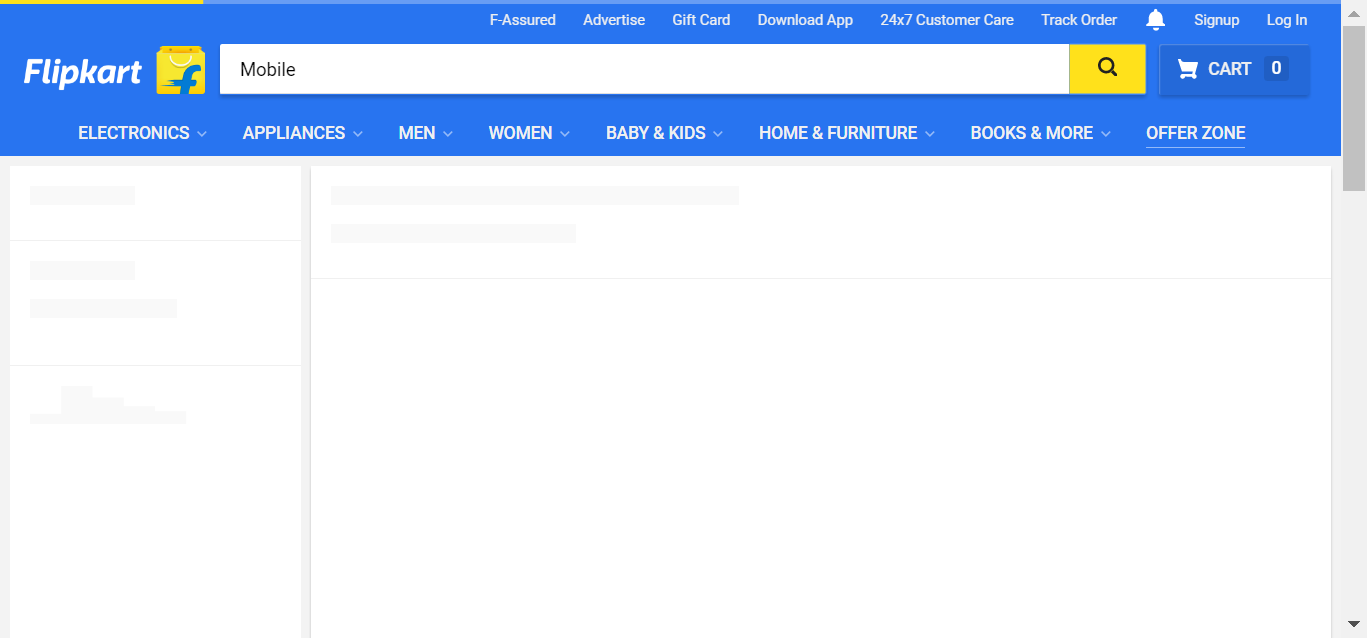 F-Assured Advertise Gift Card Download App 24x7 Customer Care Track Order Signup Log In
Flipkart Mobile CART 0
ELECTRONICS APPLIANCES MEN WOMEN BABY & KIDS HOME & FURNITURE BOOKS & MORE OFFER ZONE